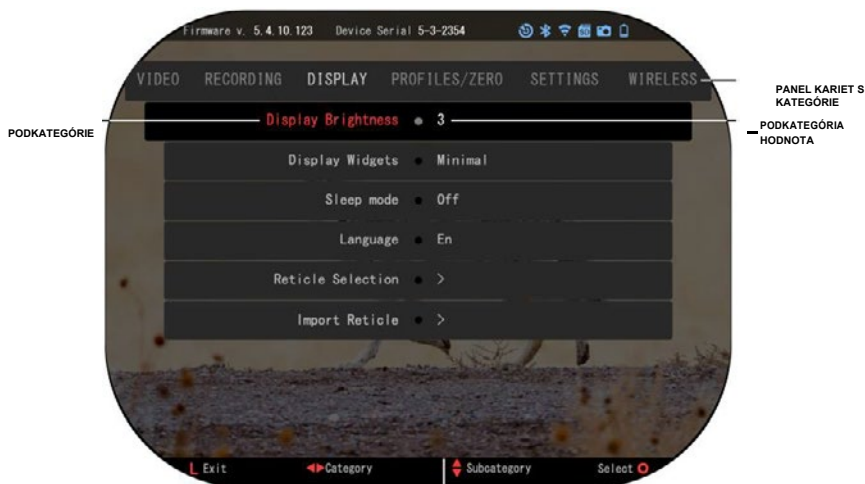 Firmware v. 5.4.10.123 Device Serial 5-3-2354
VIDEO RECORDING DISPLAY PROFILES/ZERO SETTINGS WIRELESS
PANEL KARIET S
KATEGÓRIE
PODKATEGÓRIE
Display Brightness 3
PODKATEGÓRIA
HODNOTA
Display Widgets Minimal
Sleep mode Off
Language En
Reticle Selection >
Import Reticle >
L Exit Category Subcategory Select